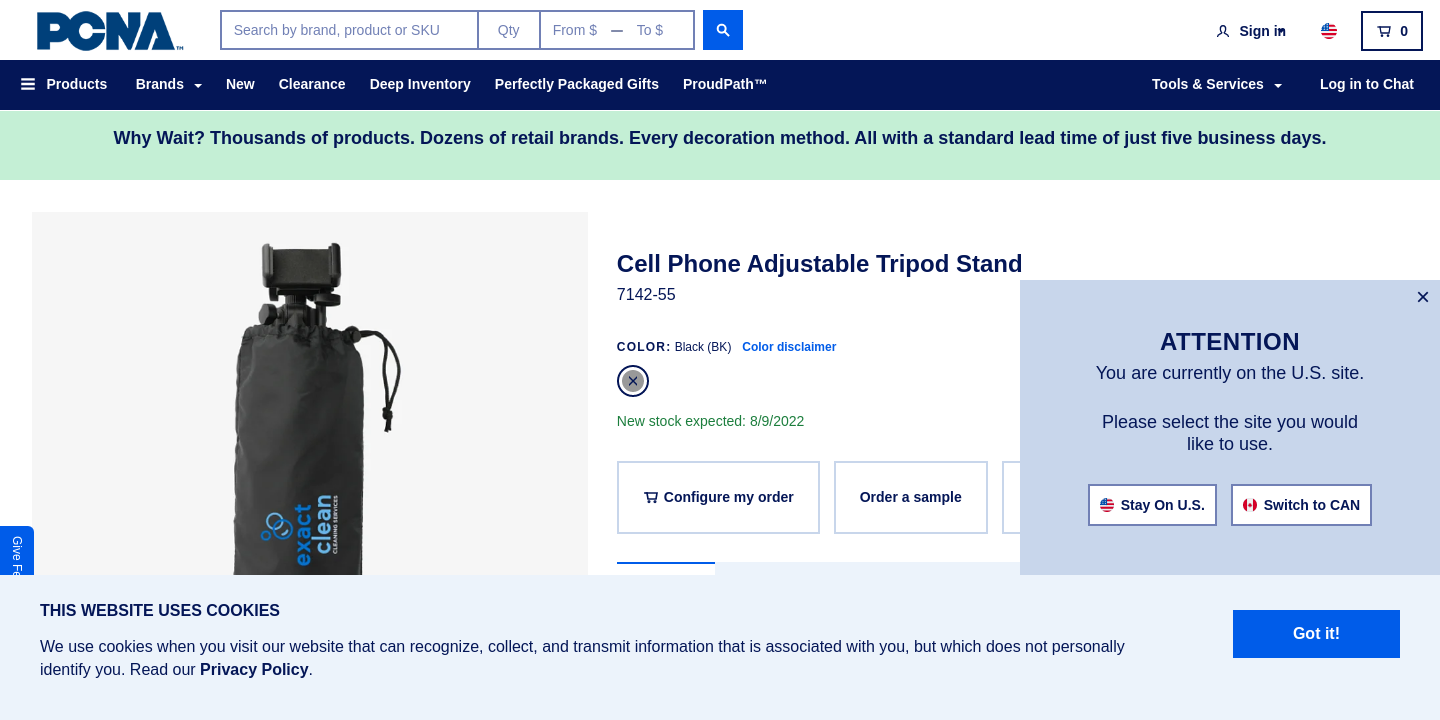 PCNA™
Search by brand, product or SKU
Qty
From $ — To $
Sign in
0
Products
Brands
New
Clearance
Deep Inventory
Perfectly Packaged Gifts
ProudPath™
Tools & Services
Log in to Chat
Why Wait? Thousands of products. Dozens of retail brands. Every decoration method. All with a standard lead time of just five business days.
exact
clean
CLEANING SERVICES
Cell Phone Adjustable Tripod Stand
7142-55
COLOR: Black (BK) Color disclaimer
New stock expected: 8/9/2022
Configure my order
Order a sample
×
ATTENTION
You are currently on the U.S. site.
Please select the site you would
like to use.
Stay On U.S.
Switch to CAN
Give Fe
THIS WEBSITE USES COOKIES
We use cookies when you visit our website that can recognize, collect, and transmit information that is associated with you, but which does not personally
identify you. Read our Privacy Policy.
Got it!